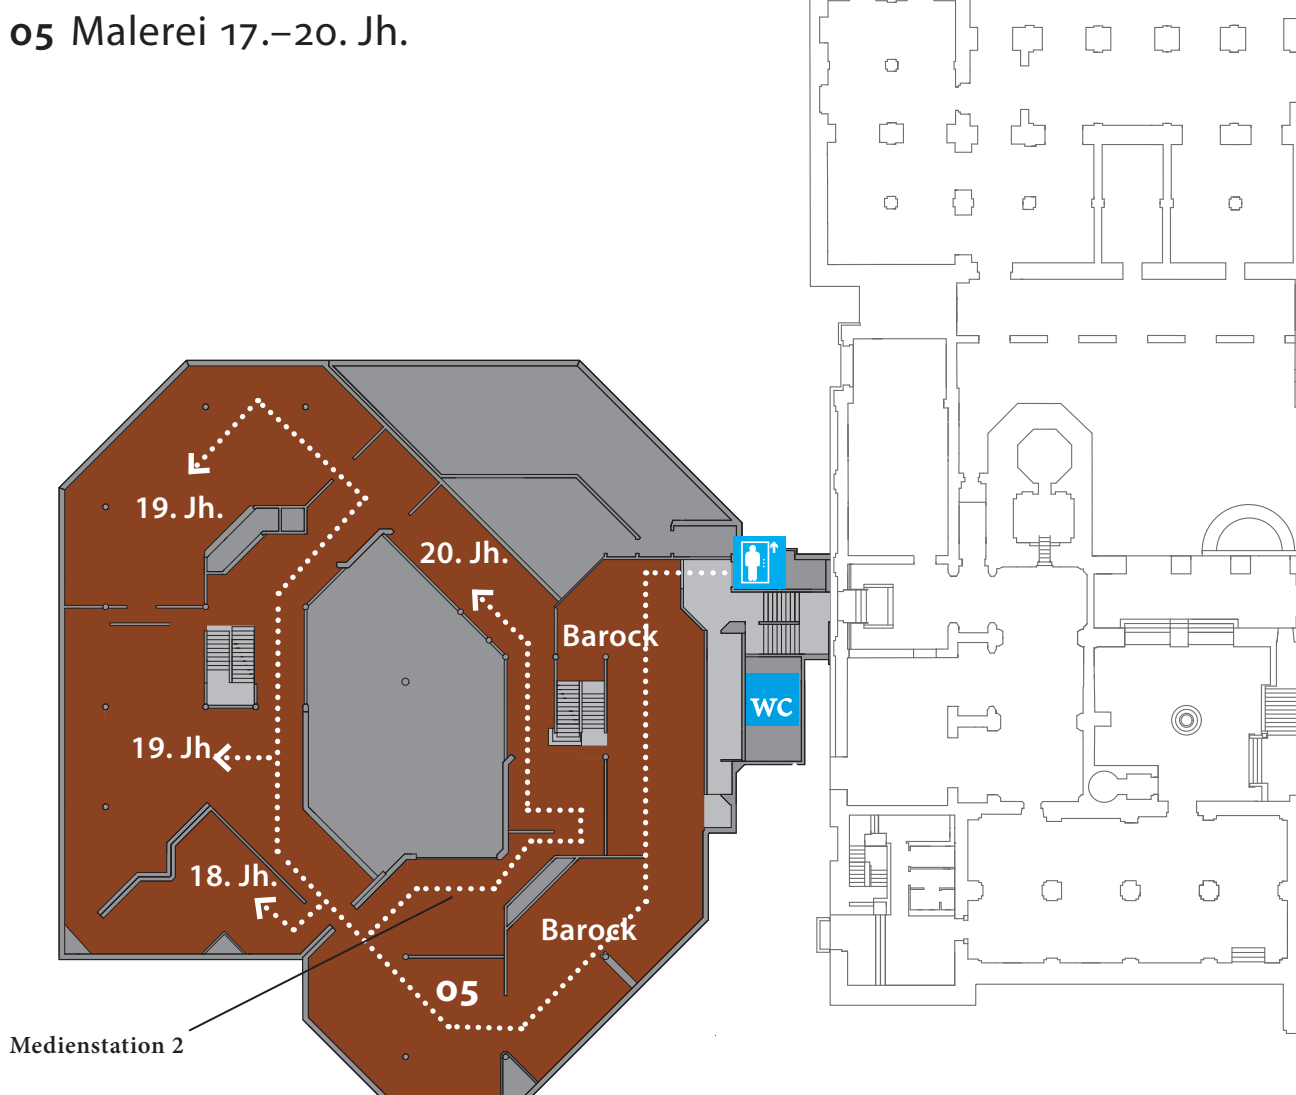 05 Malerei 17.–20. Jh.
19. Jh.
20. Jh.
Barock
WC
19. Jh.
18. Jh.
Barock
05
Medienstation 2